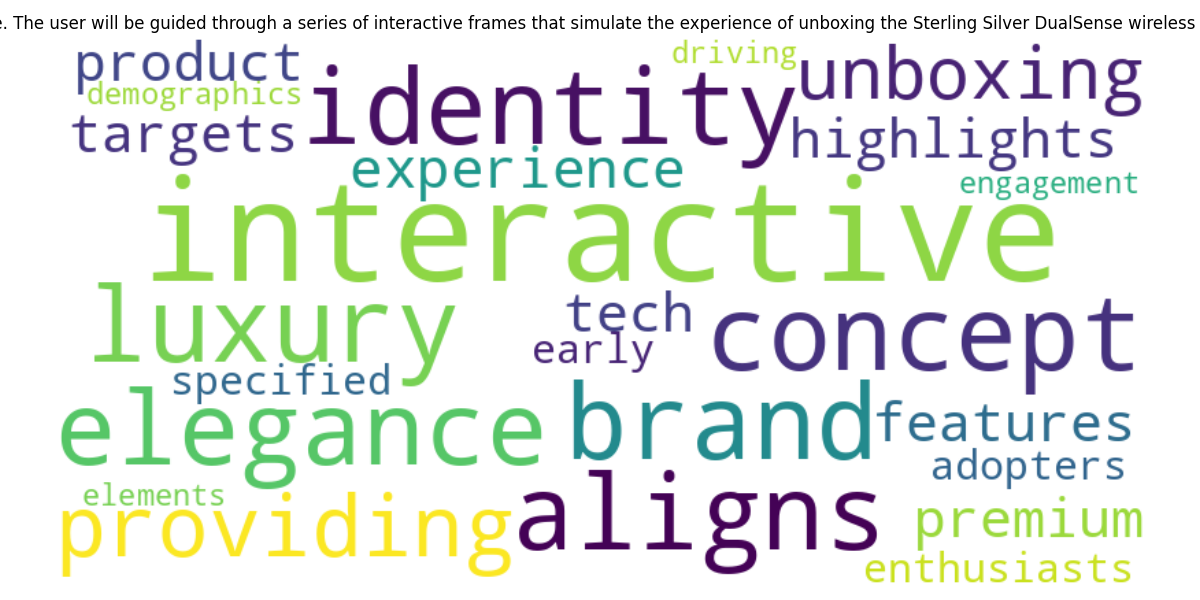 e. The user will be guided through a series of interactive frames that simulate the experience of unboxing the Sterling Silver DualSense wireless
product
driving
unboxing
demographics
identity
targets
highlights
experience
engagement
interactive
luxury
tech
concept
early
specified
elegance
brand
features
adopters
elements
providing
aligns
premium
enthusiasts